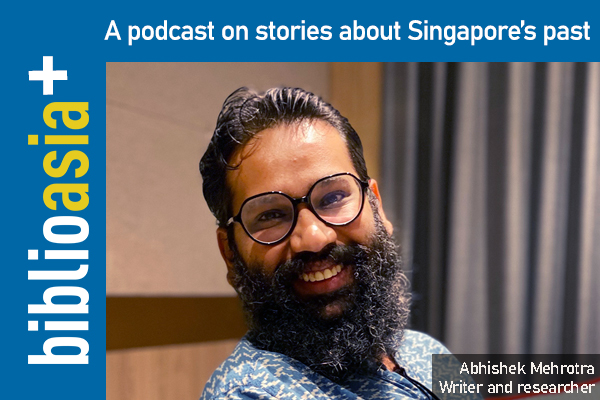 A podcast on stories about Singapore's past
biblioasia+
Abhishek Mehrotra
Writer and researcher